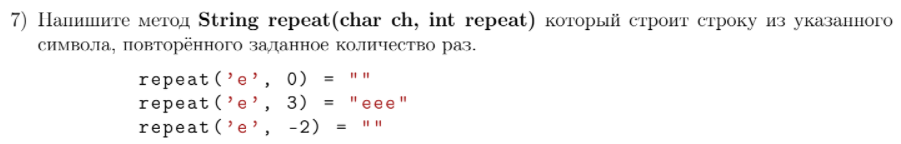 7) Напишите метод String repeat(char ch, int repeat) который строит строку из указанного
символа, повторённого заданное количество раз.
repeat('e', 0) = ""
repeat('e', 3) = "eee"
repeat('e', -2) = ""